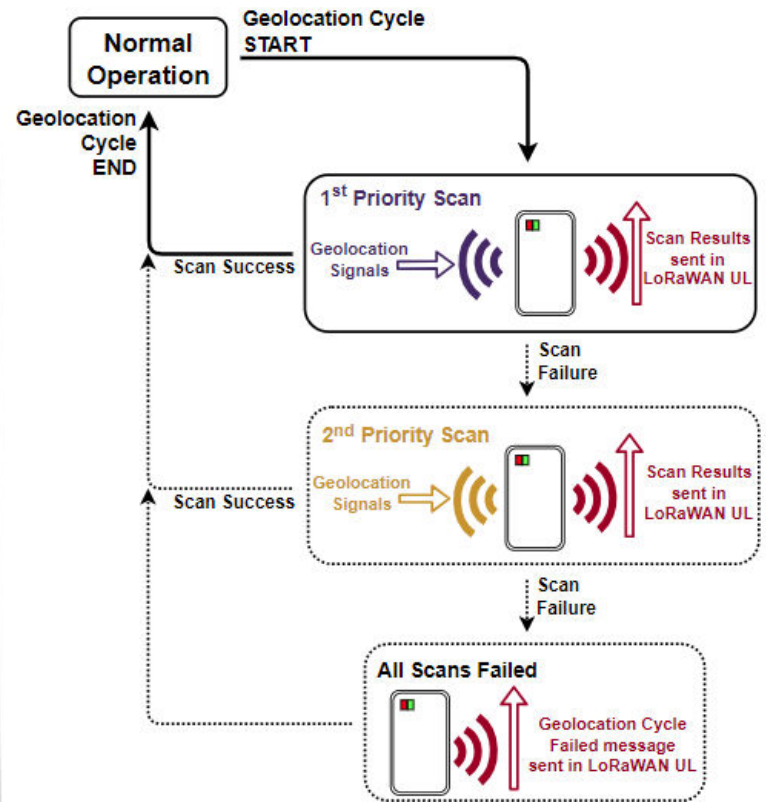 Normal
Operation
Geolocation Cycle
START
Geolocation
Cycle
END
1st Priority Scan
Geolocation
Signals
Scan Results
sent in
LoRaWAN UL
Scan Success
Scan
Failure
2nd Priority Scan
Geolocation
Signals
Scan Results
sent in
LoRaWAN UL
Scan Success
Scan
Failure
All Scans Failed
Geolocation Cycle
Failed message
sent in LoRaWAN UL